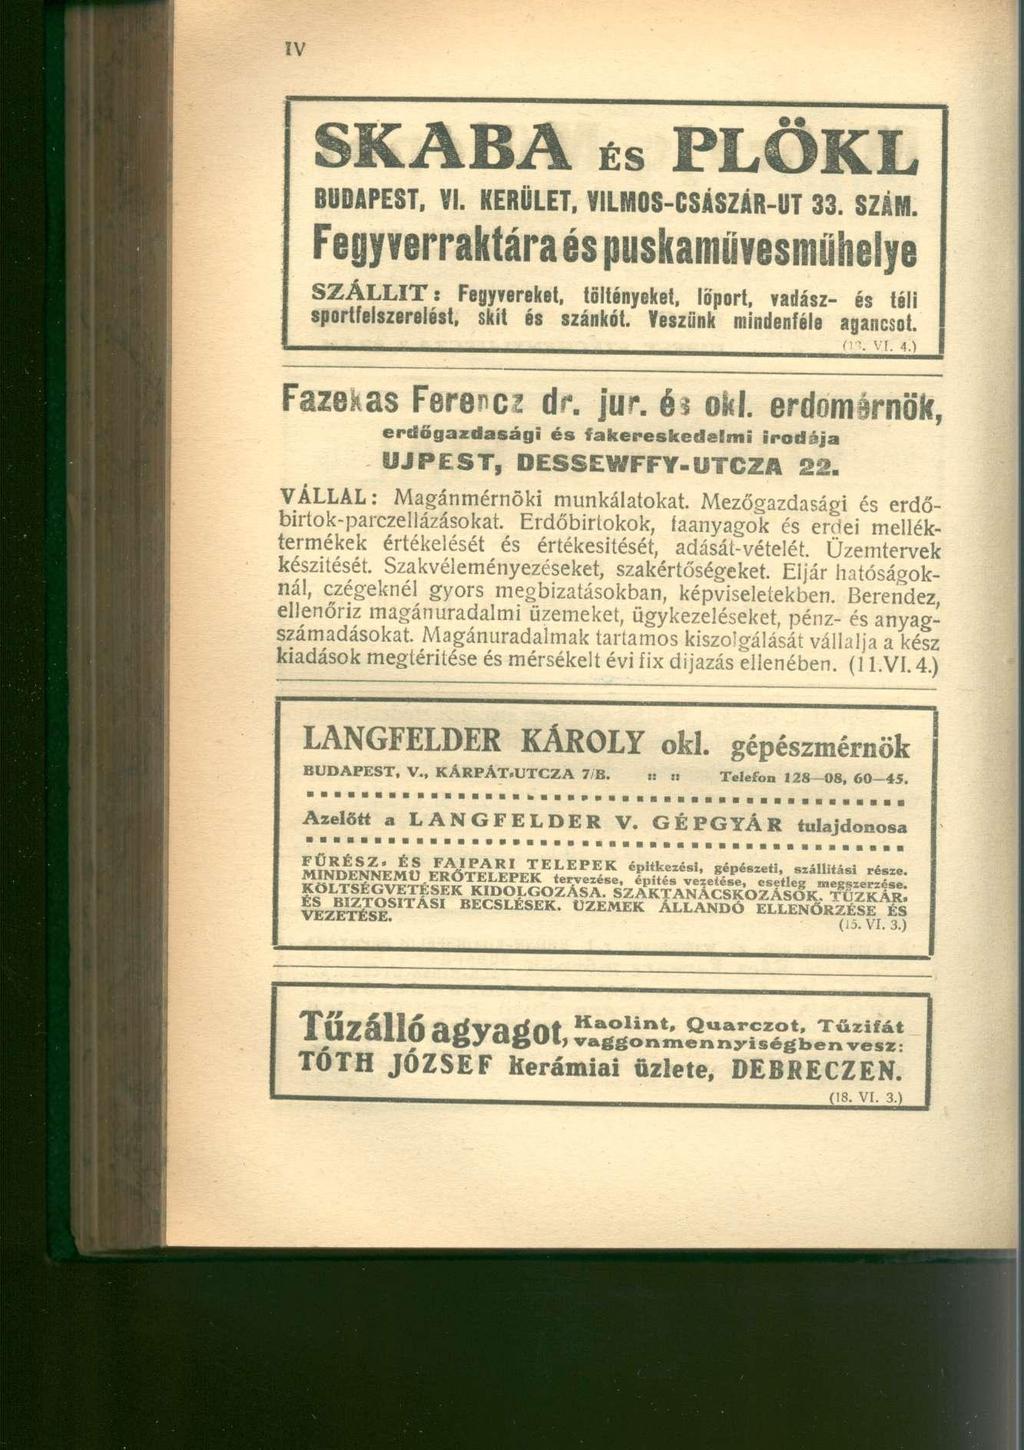 IV
SKABA ÉS PLÖKL
BUDAPEST, VI. KERÜLET, VILMOS-CSÁSZÁR-UT 33. SZÁM.
Fegyverraktára és puskaművesműhelye
SZÁLLIT: Fegyvereket, töltényeket, lőport, vadász- és téli
sportfelszerelést, skit és szánkót. Veszünk mindenféle agancsot.
VI. 4.)
Fazekas Ferencz dr. jur. és okl. erdőmérnök,
erdőgazdasági és fakereskedelmi irodája
UJPEST, DESSEWFFY-UTCZA 22.
VÁLLAL: Magánmérnöki munkálatokat. Mezőgazdasági és erdő-
birtok-parczellázásokat. Erdőbirtokok, faanyagok és erdei mellék-
termékek értékelését és értékesitését, adását-vételét. Üzemtervek
készitését. Szakvéleményezéseket, szakértőségeket. Eljár hatóságok-
nál, czégeknél gyors megbizatásokban, képviseletekben. Berendez,
ellenőriz magánuradalmi üzemeket, ügykezeléseket, pénz- és anyag-
számadásokat. Magánuradalmak tartamos kiszolgálását vállalja a kész
kiadások megtéritése és mérsékelt évi fix dijazás ellenében. (11.VI.4.)
LANGFELDER KÁROLY okl. gépészmérnök
BUDAPEST, V., KÁRPÁT-UTCZA 7/B. :: :: Telefon 128—08, 60—45.
Azelőtt a LANGFELDER V. GÉPGYÁR tulajdonosa
FŰRÉSZ- ÉS FAIPARI TELEPEK épitkezési, gépészeti, szállitási része.
MINDENNEMÜ ERŐTELEPEK tervezése, épités vezetése, esetleg megszerzése.
KÖLTSÉGVETÉSEK KIDOLGOZÁSA. SZAKTANÁCSKOZÁSOK. TŰZKÁR-
ÉS BIZTOSITÁSI BECSLÉSEK. ÜZEMEK ÁLLANDÓ ELLENŐRZÉSE ÉS
VEZETÉSE.
(15. VI. 3.)
Tűzálló agyagot, Kaolint, Quarczot, Tűzifát
vaggonmennyiségben vesz:
TÓTH JÓZSEF Kerámiai üzlete, DEBRECZEN.
(18. VI. 3.)